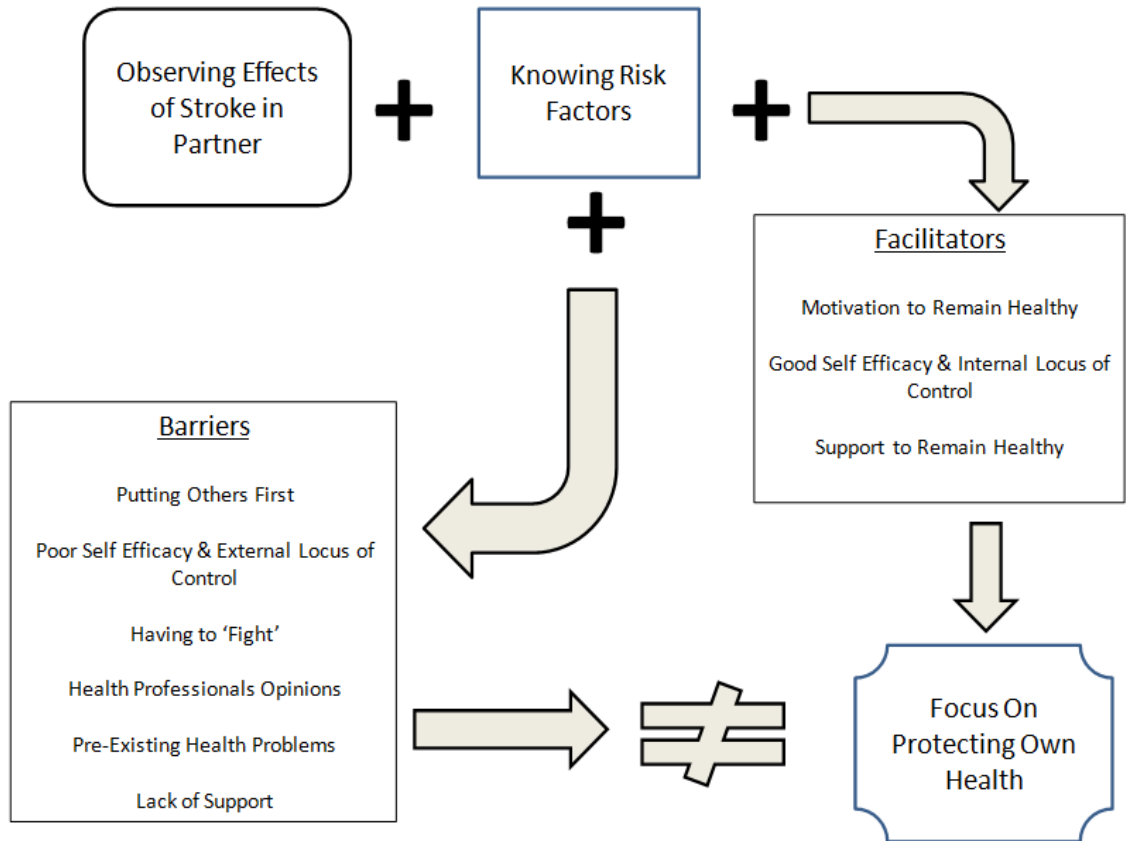 Observing Effects
of Stroke in
Partner
Knowing Risk
Factors
Facilitators
Motivation to Remain Healthy
Good Self Efficacy & Internal Locus of
Control
Support to Remain Healthy
Barriers
Putting Others First
Poor Self Efficacy & External Locus of
Control
Having to ‘Fight’
Health Professionals Opinions
Pre-Existing Health Problems
Lack of Support
Focus On
Protecting Own
Health